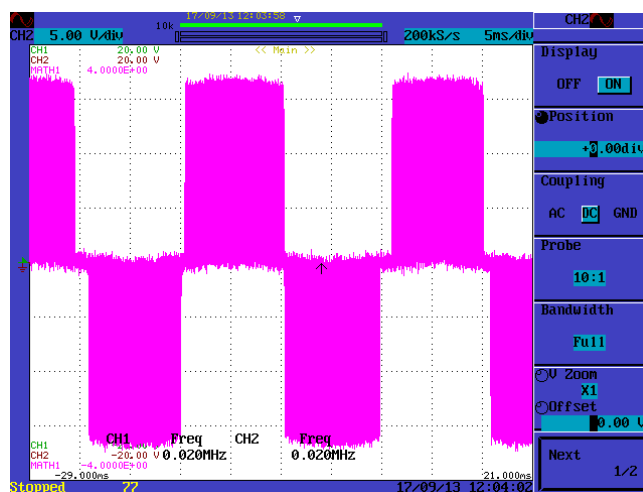 17/09/13 12:03:58
CH2
10k
CH2 5.00 V/div
200kS/s 5ms/div
<< Main >>
CH1 20.00 V
CH2 20.00 V
MATH1 4.0000E+00
Display
OFF ON
Position
+0.00div
Coupling
AC DC GND
Probe
10:1
Bandwidth
Full
V Zoom
X1
Offset
0.00 V
Next
1/2
CH1 Freq CH2 Freq
0.020MHz 0.020MHz
CH1 -20.00 V
CH2 -20.00 V
MATH1 -4.0000E+00
-29.000ms
21.000ms
Stopped 77
17/09/13 12:04:02